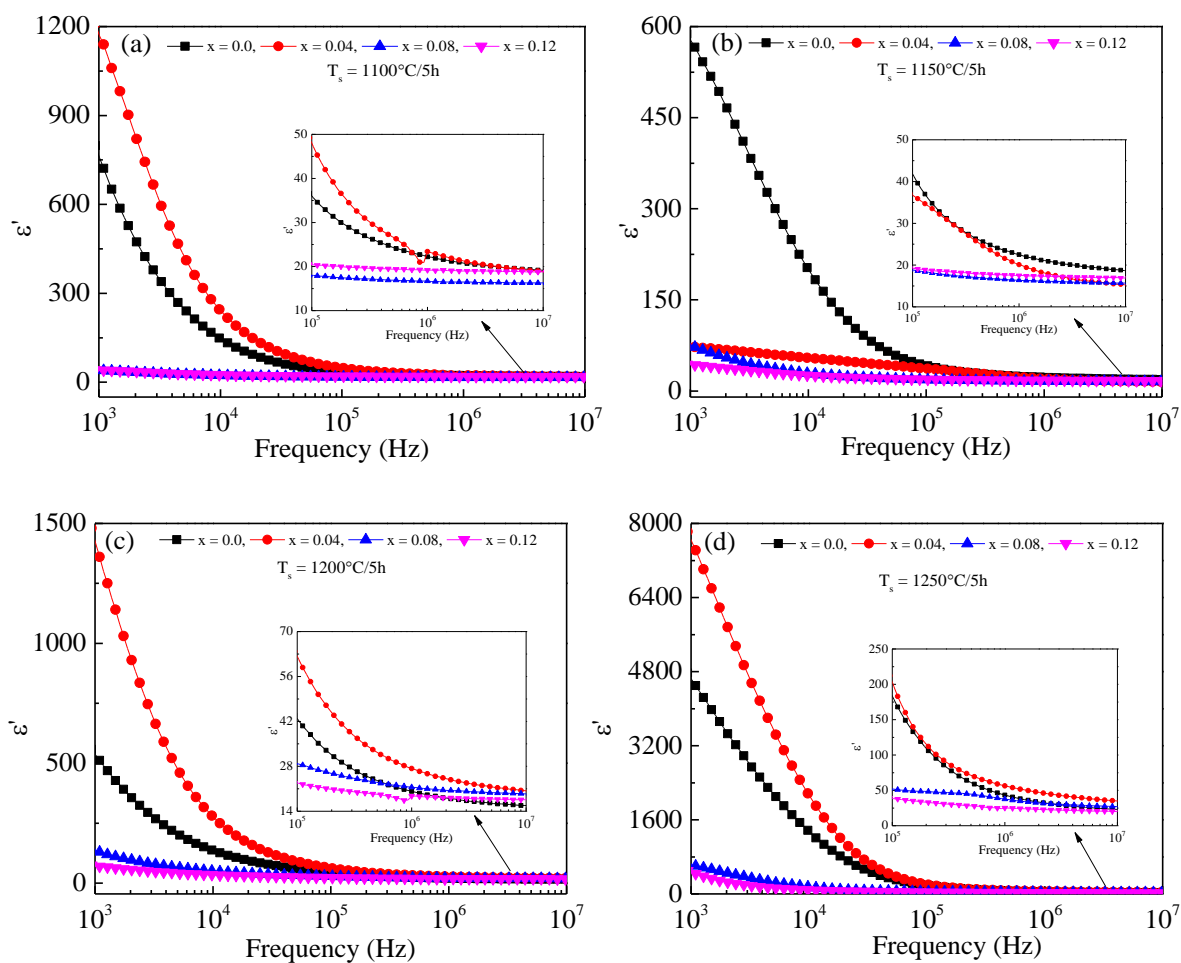 (a)
x = 0.0, x = 0.04, x = 0.08, x = 0.12
T_s = 1100°C/5h
1200
900
600
300
0
ε'
10^3 10^4 10^5 10^6 10^7
Frequency (Hz)
50
40
30
20
10
ε'
10^5 10^6 10^7
Frequency (Hz)
(b)
x = 0.0, x = 0.04, x = 0.08, x = 0.12
T_s = 1150°C/5h
600
450
300
150
0
ε'
10^3 10^4 10^5 10^6 10^7
Frequency (Hz)
50
40
30
20
10
ε'
10^5 10^6 10^7
Frequency (Hz)
(c)
x = 0.0, x = 0.04, x = 0.08, x = 0.12
T_s = 1200°C/5h
1500
1000
500
0
ε'
10^3 10^4 10^5 10^6 10^7
Frequency (Hz)
70
56
42
28
14
ε'
10^5 10^6 10^7
Frequency (Hz)
(d)
x = 0.0, x = 0.04, x = 0.08, x = 0.12
T_s = 1250°C/5h
8000
6400
4800
3200
1600
0
ε'
10^3 10^4 10^5 10^6 10^7
Frequency (Hz)
250
200
150
100
50
0
ε'
10^5 10^6 10^7
Frequency (Hz)